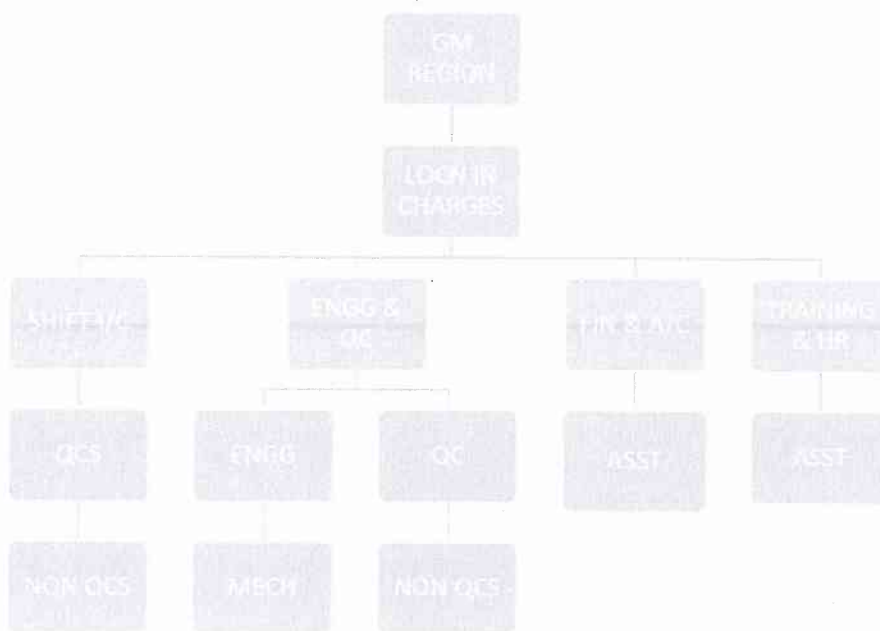 GM
REGION
LOCN IN
CHARGES
SHIFT I/C
ENGG &
QC
FIN & A/C
TRAINING
& HR
QCS
ENGG
QC
ASST
ASST
NON QCS
MECH
NON QCS